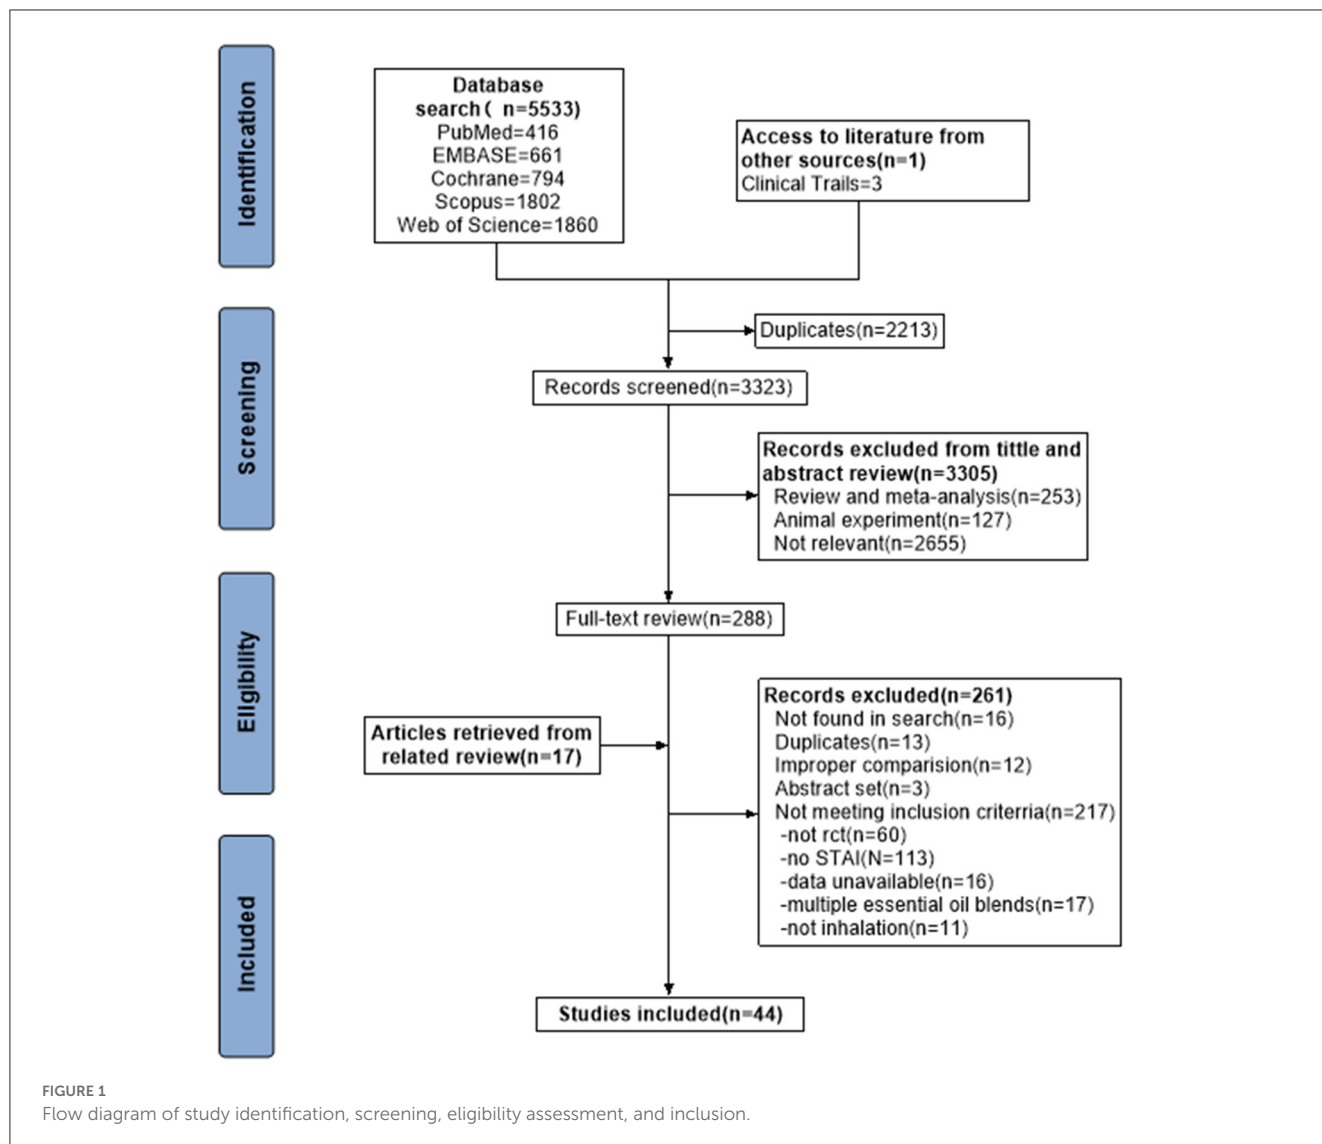 Identification
Database
search( n=5533)
PubMed=416
EMBASE=661
Cochrane=794
Scopus=1802
Web of Science=1860
Access to literature from
other sources(n=1)
Clinical Trails=3
Screening
Duplicates(n=2213)
Records screened(n=3323)
Records excluded from tittle and
abstract review(n=3305)
Review and meta-analysis(n=253)
Animal experiment(n=127)
Not relevant(n=2655)
Eligibility
Full-text review(n=288)
Articles retrieved from
related review(n=17)
Records excluded(n=261)
Not found in search(n=16)
Duplicates(n=13)
Improper comparision(n=12)
Abstract set(n=3)
Not meeting inclusion criterria(n=217)
-not rct(n=60)
-no STAI(N=113)
-data unavailable(n=16)
-multiple essential oil blends(n=17)
-not inhalation(n=11)
Included
Studies included(n=44)
FIGURE 1
Flow diagram of study identification, screening, eligibility assessment, and inclusion.